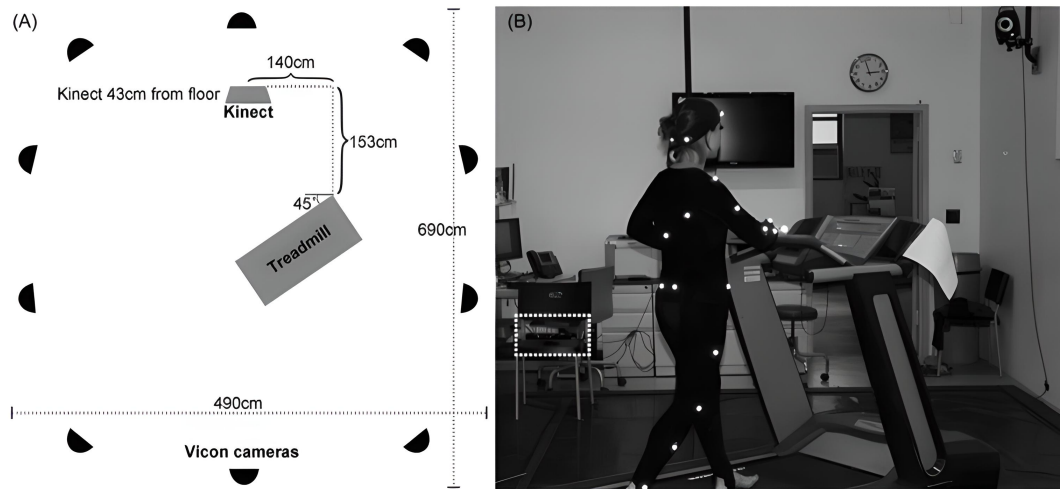 (A)
140cm
Kinect 43cm from floor
Kinect
153cm
45°
690cm
Treadmill
490cm
Vicon cameras
(B)